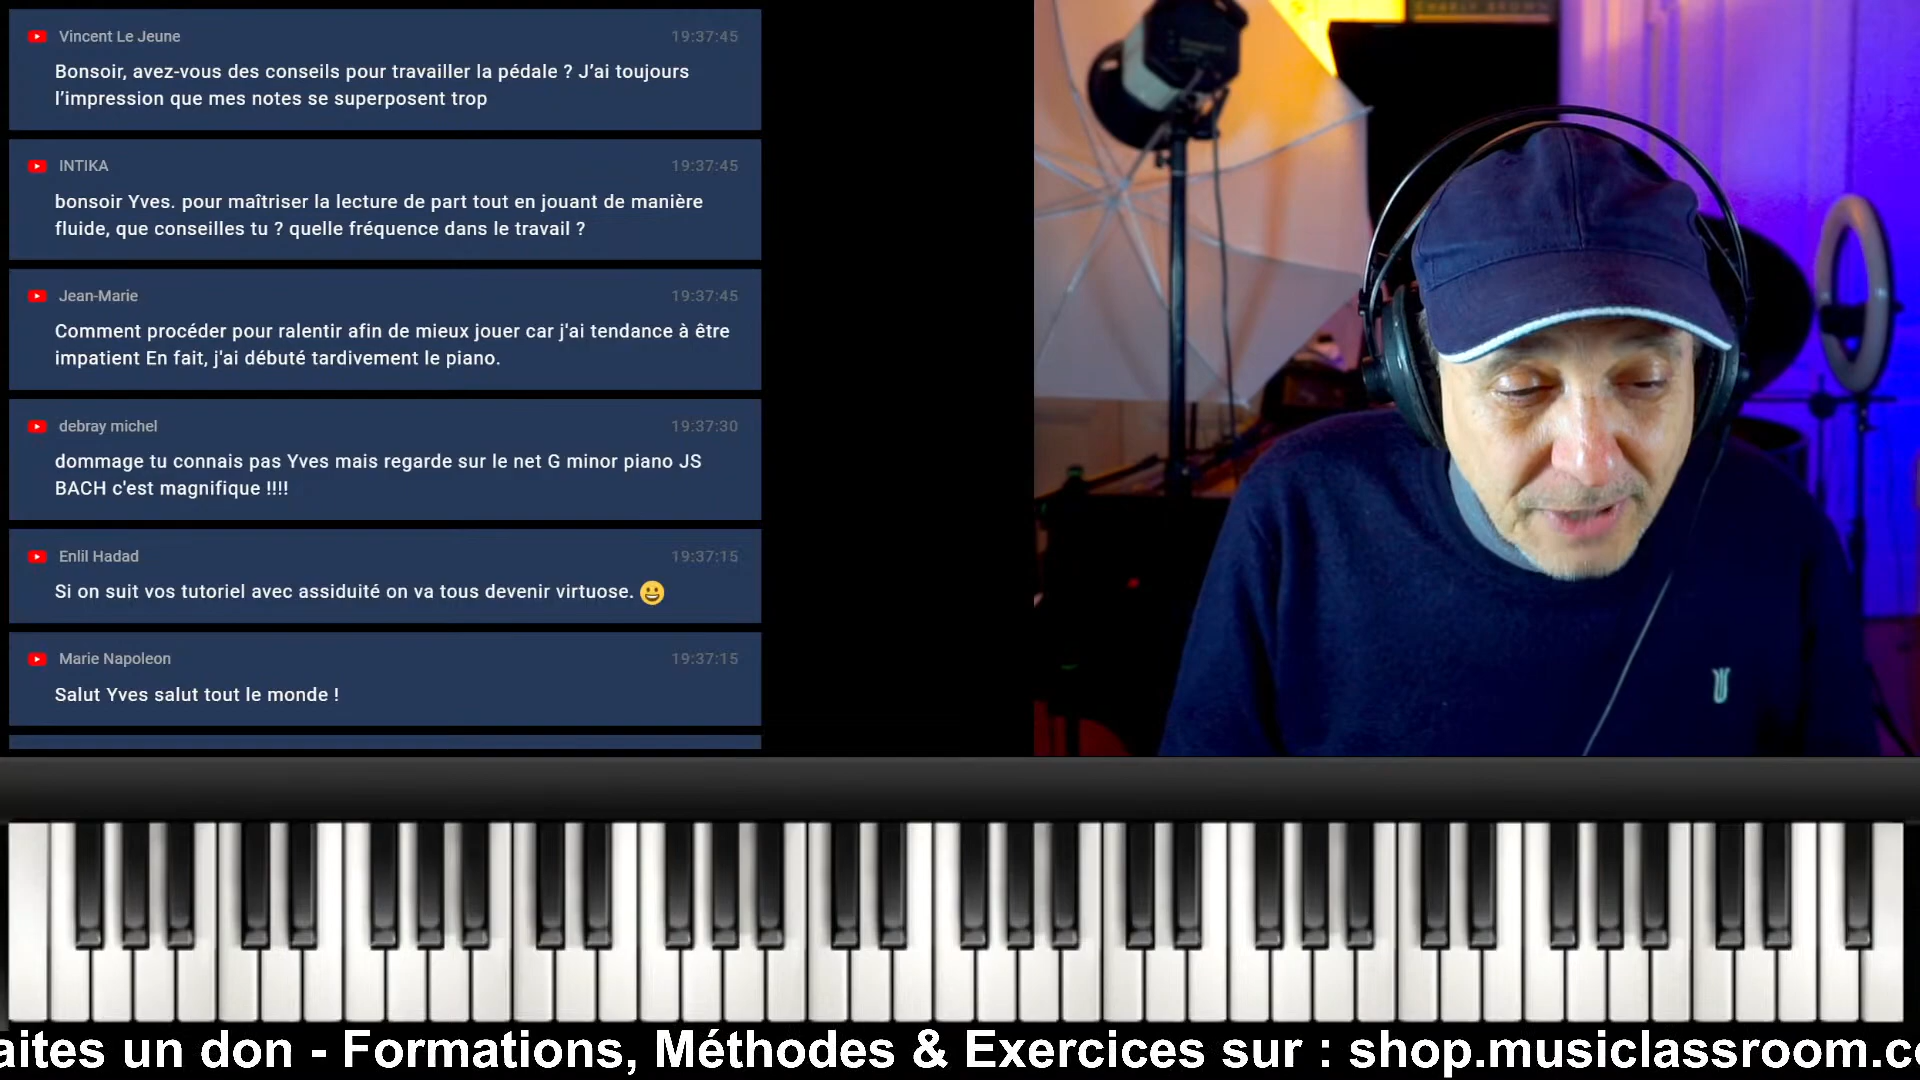 Vincent Le Jeune 19:37:45
Bonsoir, avez-vous des conseils pour travailler la pédale ? J’ai toujours
l’impression que mes notes se superposent trop
INTIKA 19:37:45
bonsoir Yves. pour maîtriser la lecture de part tout en jouant de manière
fluide, que conseilles tu ? quelle fréquence dans le travail ?
Jean-Marie 19:37:45
Comment procéder pour ralentir afin de mieux jouer car j'ai tendance à être
impatient En fait, j'ai débuté tardivement le piano.
debray michel 19:37:30
dommage tu connais pas Yves mais regarde sur le net G minor piano JS
BACH c'est magnifique !!!!
Enlil Hadad 19:37:15
Si on suit vos tutoriel avec assiduité on va tous devenir virtuose. 😀
Marie Napoleon 19:37:15
Salut Yves salut tout le monde !
CHARLY BROWN
aites un don - Formations, Méthodes & Exercices sur : shop.musiclassroom.c